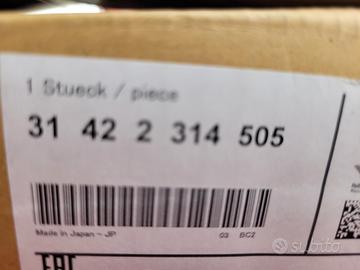 1 Stueck / piece
31 42 2 314 505
Made in Japan - JP 03 BC2
EAC
subito